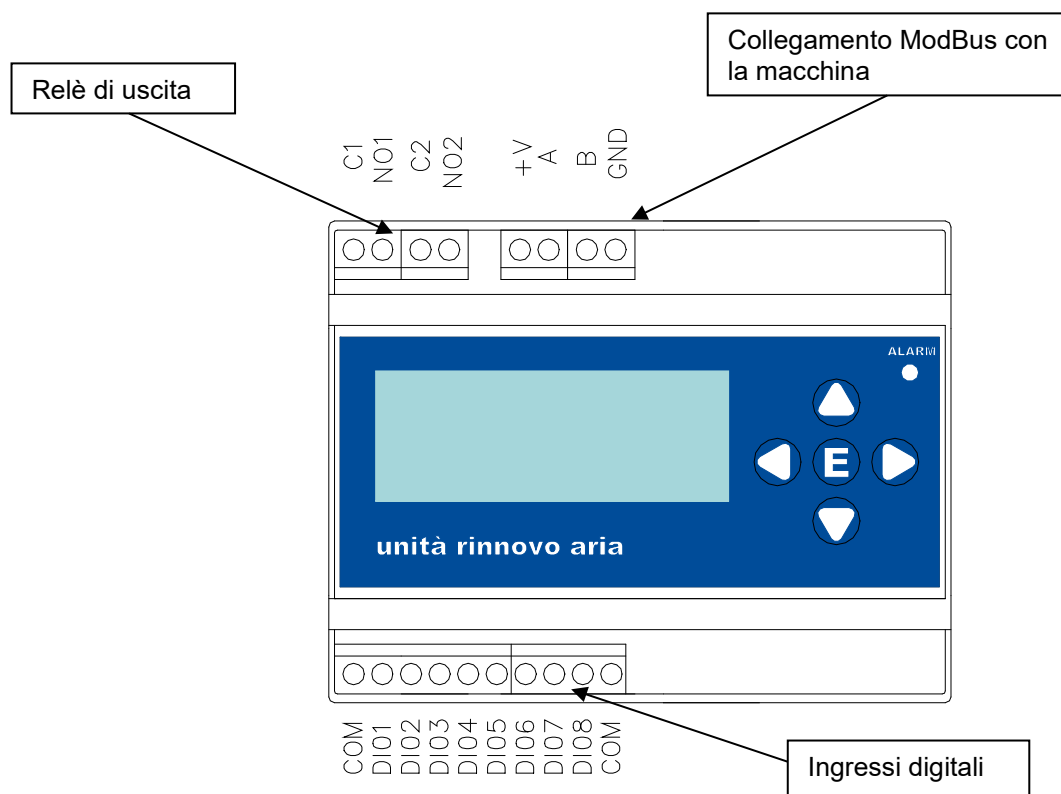 Collegamento ModBus con
la macchina
Relè di uscita
C1
NO1
C2
NO2
+V
A
B
GND
ALARM
E
unità rinnovo aria
COM
DI01
DI02
DI03
DI04
DI05
DI06
DI07
DI08
COM
Ingressi digitali